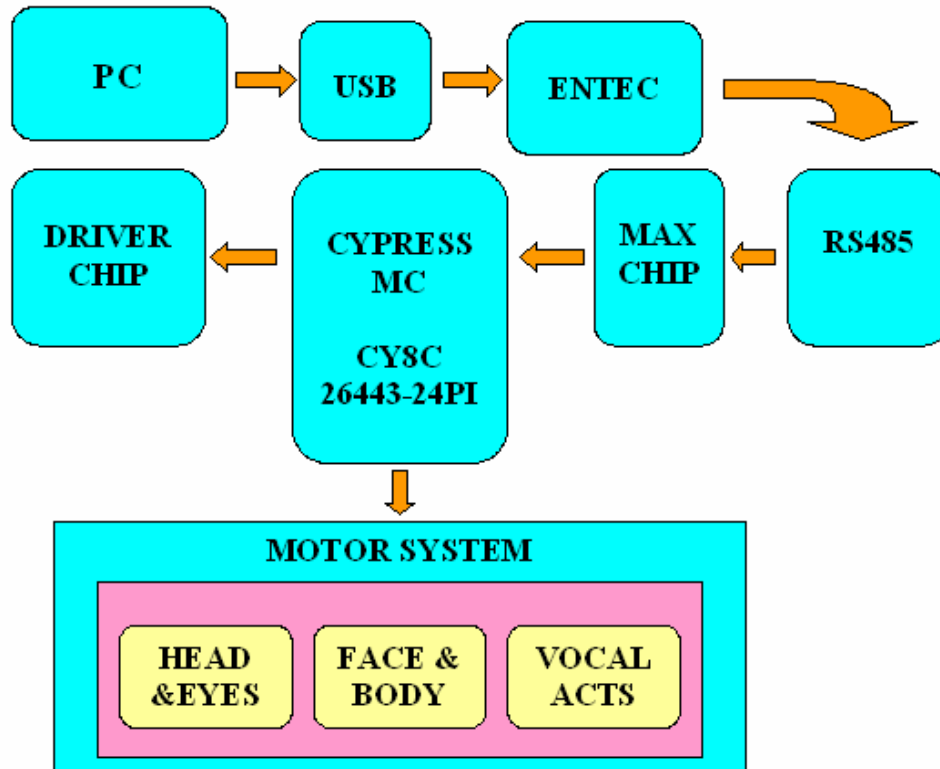 PC
USB
ENTEC
DRIVER
CHIP
CYPRESS
MC
CY8C
26443-24PI
MAX
CHIP
RS485
MOTOR SYSTEM
HEAD
&EYES
FACE &
BODY
VOCAL
ACTS